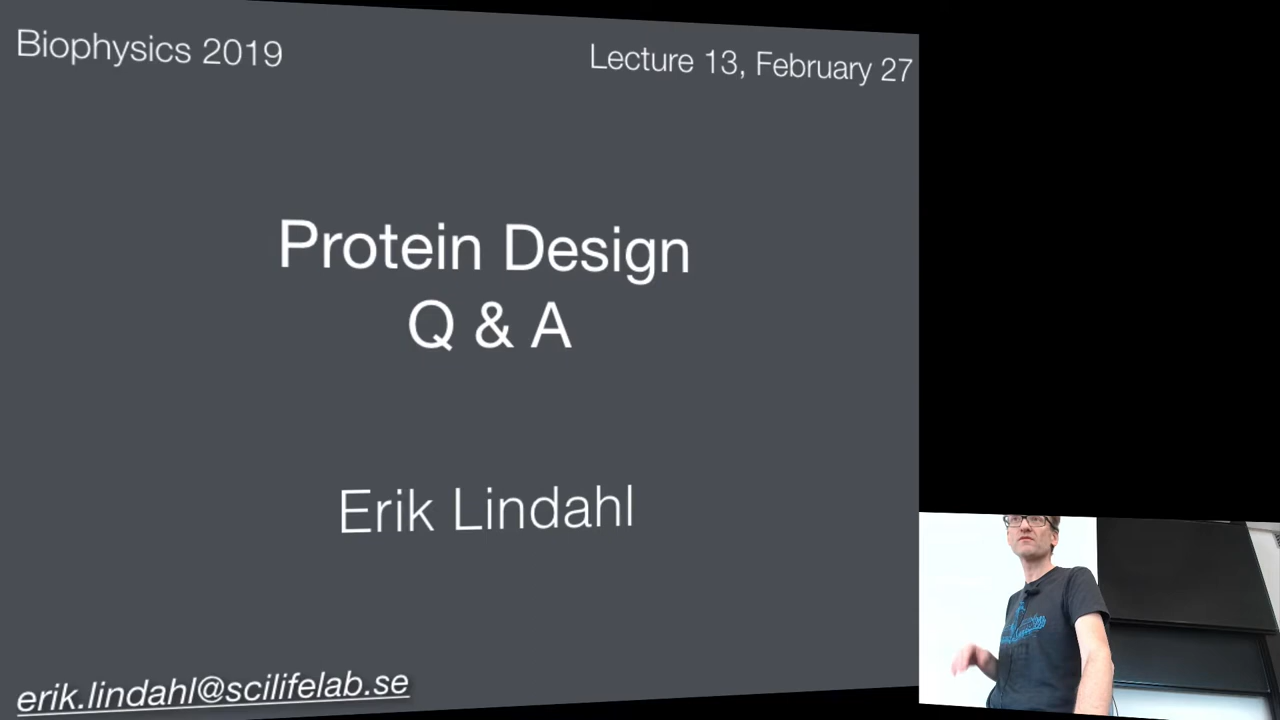 Biophysics 2019
Lecture 13, February 27
Protein Design
Q & A
Erik Lindahl
erik.lindahl@scilifelab.se